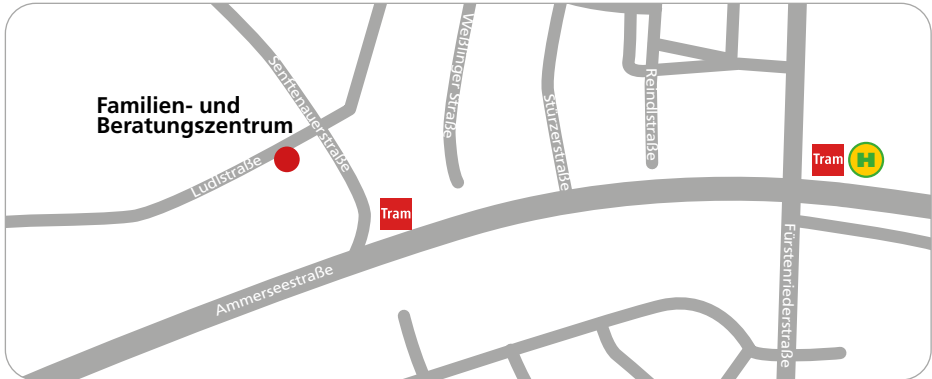 Familien- und
Beratungszentrum
Senftenauerstraße
Weßlinger Straße
Stürzerstraße
Reindlstraße
Ludlstraße
Tram
Tram
H
Ammerseestraße
Fürstenriederstraße